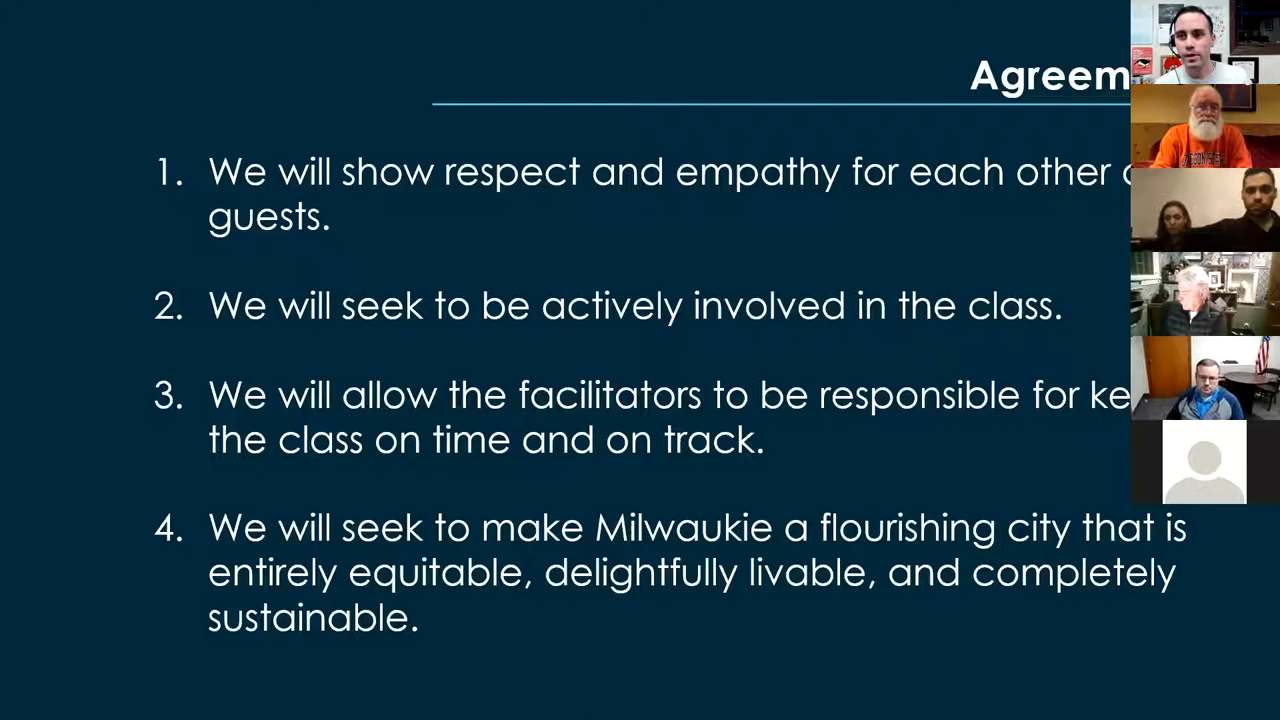 Agreem
1. We will show respect and empathy for each other
guests.
2. We will seek to be actively involved in the class.
3. We will allow the facilitators to be responsible for ke
the class on time and on track.
4. We will seek to make Milwaukie a flourishing city that is
entirely equitable, delightfully livable, and completely
sustainable.